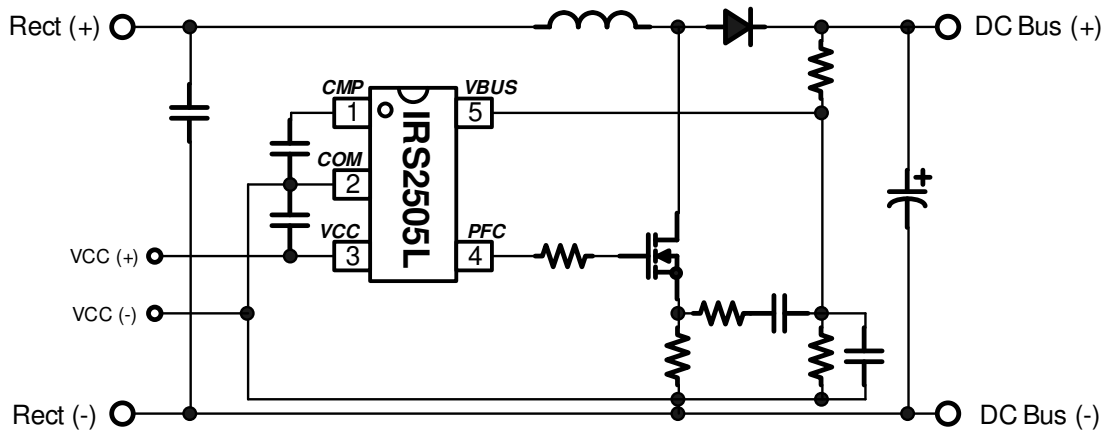 Rect (+)
DC Bus (+)
CMP
VBUS
1
5
IRS2505L
COM
2
VCC
PFC
3
4
VCC (+)
VCC (-)
+
Rect (-)
DC Bus (-)